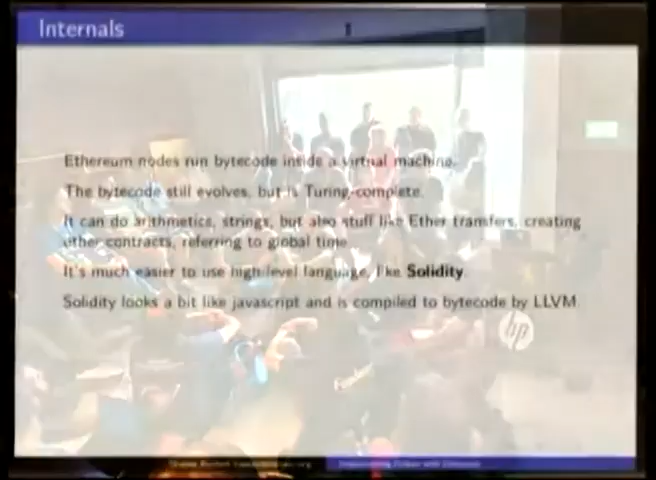 Internals
Ethereum nodes run bytecode inside a virtual machine.
The bytecode still evolves, but is Turing-complete.
It can do arithmetics, strings, but also stuff like Ether transfers, creating
other contracts, referring to global time
It's much easier to use high-level language, like Solidity.
Solidity looks a bit like javascript and is compiled to bytecode by LLVM.
hp